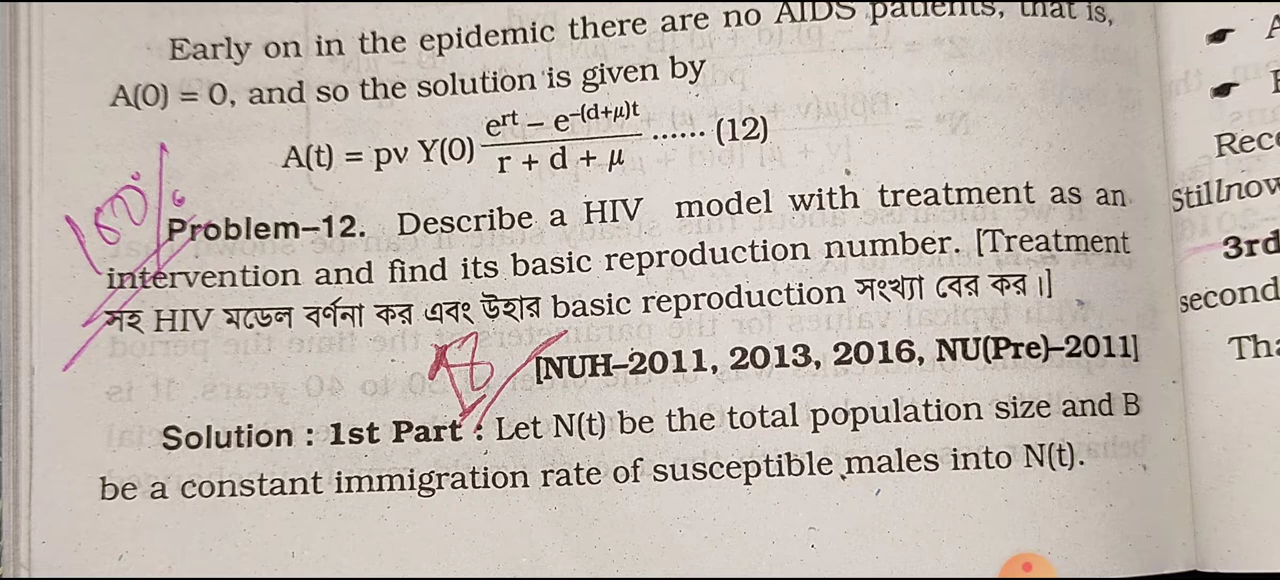 Early on in the epidemic there are no AIDS patients, that is,
A(0) = 0, and so the solution is given by
A(t) = pv Y(0) (e^rt – e^–(d+μ)t)/(r + d + μ) ...... (12)
150%
Problem–12. Describe a HIV model with treatment as an
intervention and find its basic reproduction number. [Treatment
সহ HIV মডেল বর্ণনা কর এবং উহার basic reproduction সংখ্যা বের কর।]
[NUH–2011, 2013, 2016, NU(Pre)–2011]
Solution : 1st Part : Let N(t) be the total population size and B
be a constant immigration rate of susceptible males into N(t).
Stillnow
3rd
second